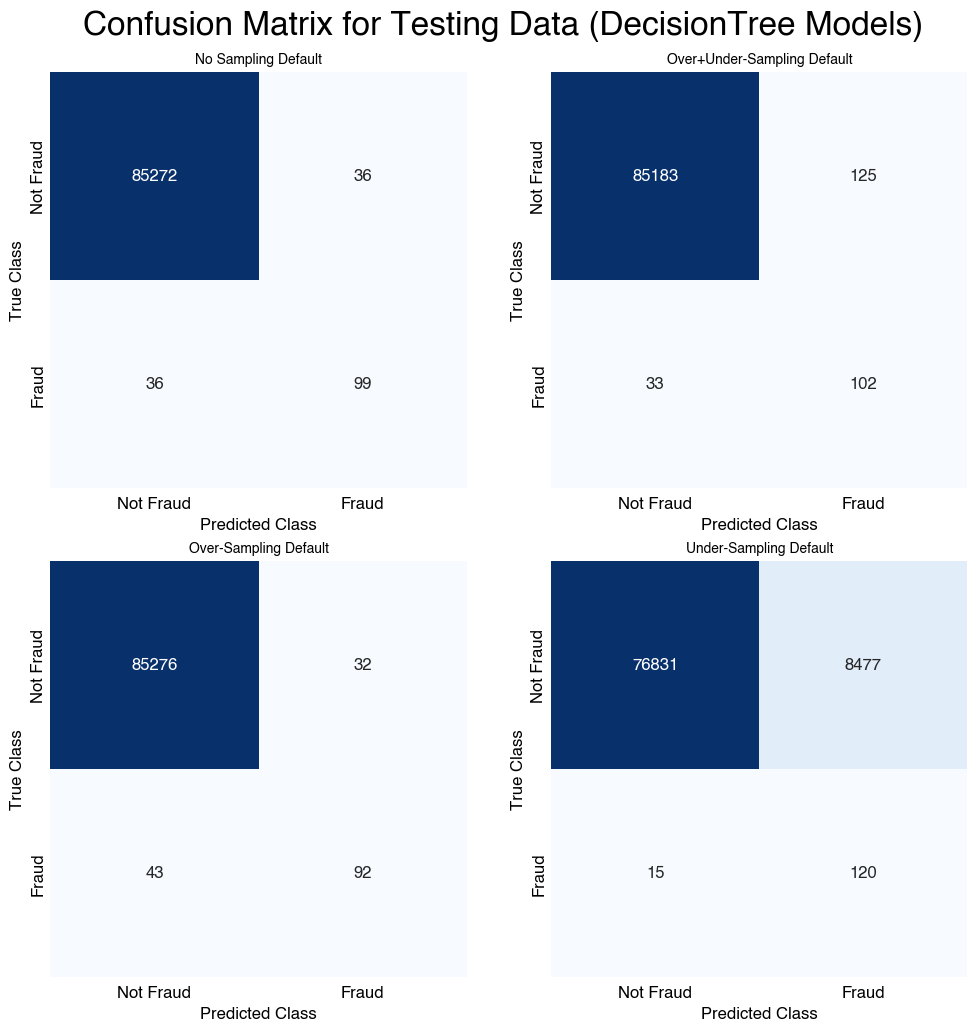 Confusion Matrix for Testing Data (DecisionTree Models)
No Sampling Default
True Class
Not Fraud
85272
36
Fraud
36
99
Not Fraud
Fraud
Predicted Class
Over+Under-Sampling Default
True Class
Not Fraud
85183
125
Fraud
33
102
Not Fraud
Fraud
Predicted Class
Over-Sampling Default
True Class
Not Fraud
85276
32
Fraud
43
92
Not Fraud
Fraud
Predicted Class
Under-Sampling Default
True Class
Not Fraud
76831
8477
Fraud
15
120
Not Fraud
Fraud
Predicted Class